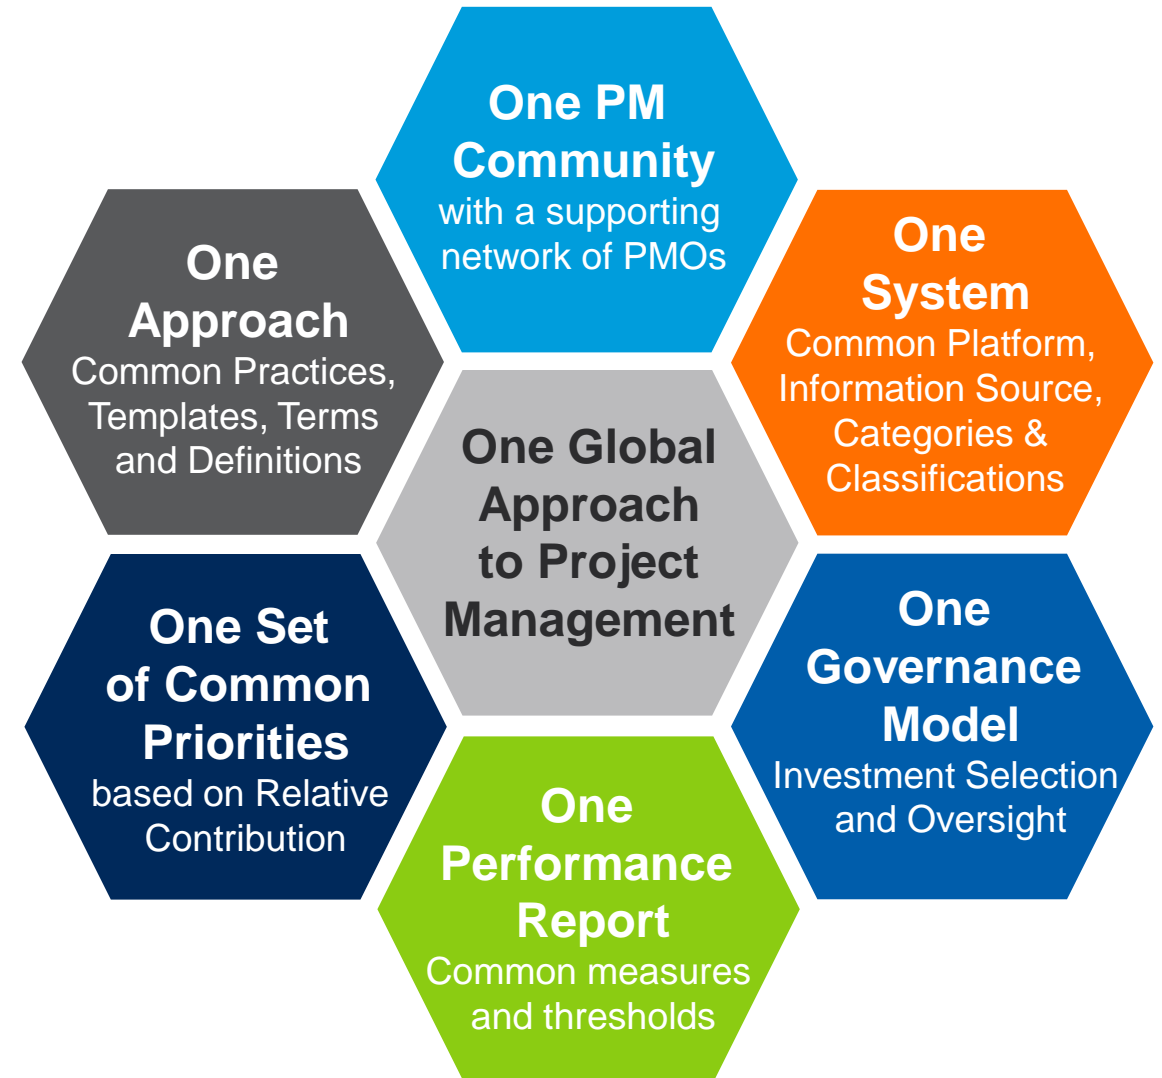 One PM
Community
with a supporting
network of PMOs
One
System
Common Platform,
Information Source,
Categories &
Classifications
One
Governance
Model
Investment Selection
and Oversight
One
Performance
Report
Common measures
and thresholds
One Set
of Common
Priorities
based on Relative
Contribution
One
Approach
Common Practices,
Templates, Terms
and Definitions
One Global
Approach
to Project
Management